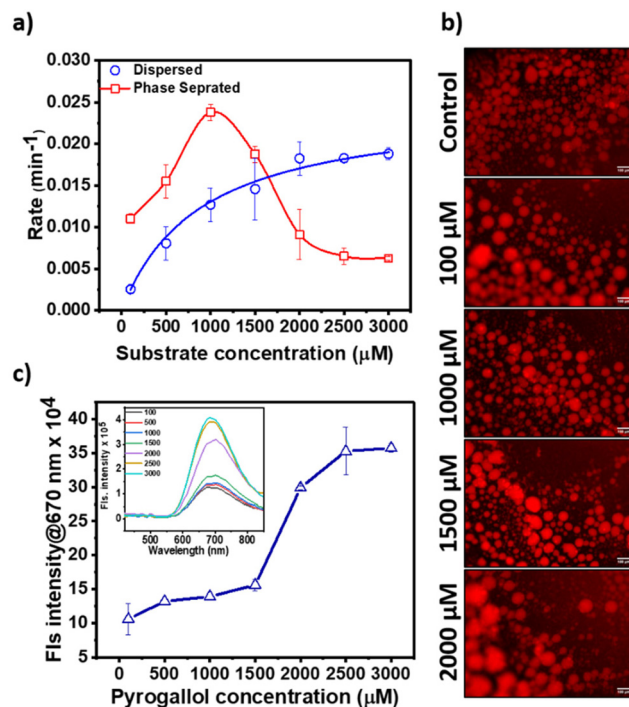 a)
0.030
0.025
0.020
0.015
0.010
0.005
0.000
Rate (min-1)
Dispersed
Phase Seprated
0 500 1000 1500 2000 2500 3000
Substrate concentration (μM)
b)
Control
100 μM
1000 μM
1500 μM
2000 μM
c)
40
35
30
25
20
15
10
5
0
Fls intensity@670 nm x 10⁴
100
500
1000
1500
2000
2500
3000
4
3
2
1
0
Fls. intensity x 10⁵
500 600 700 800
Wavelength (nm)
0 500 1000 1500 2000 2500 3000
Pyrogallol concentration (μM)